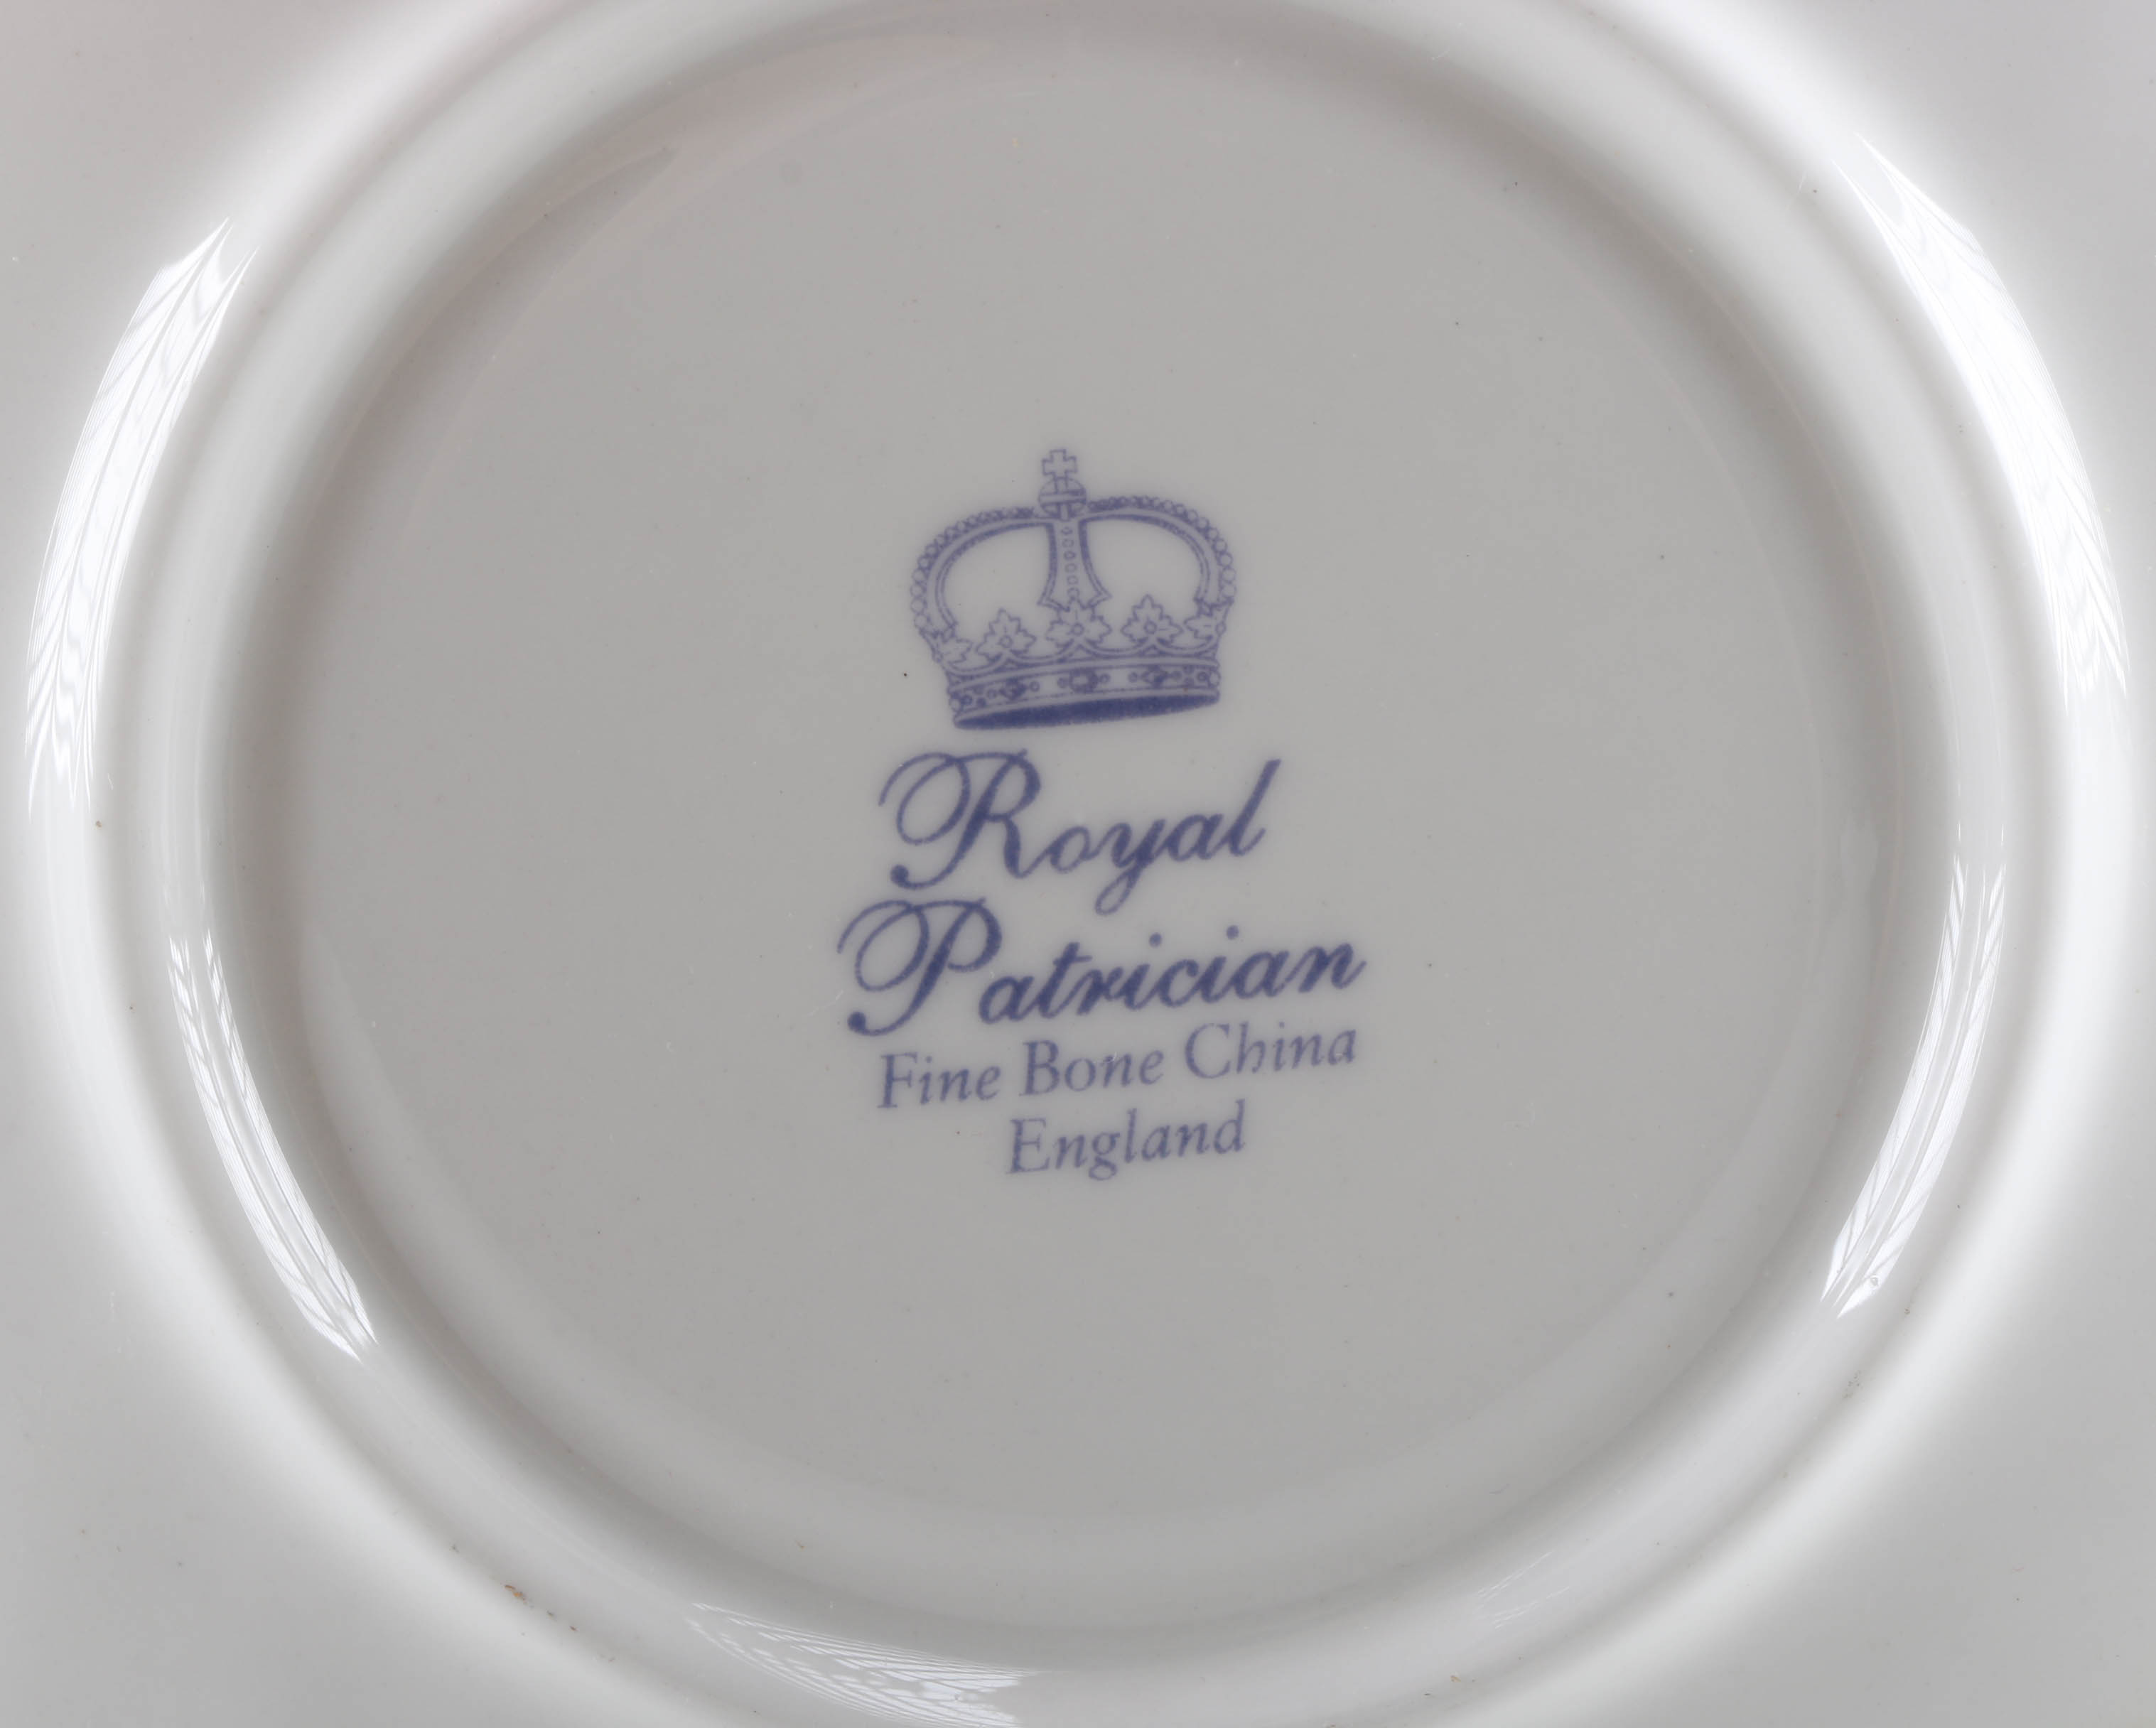 Royal
Patrician
Fine Bone China
England